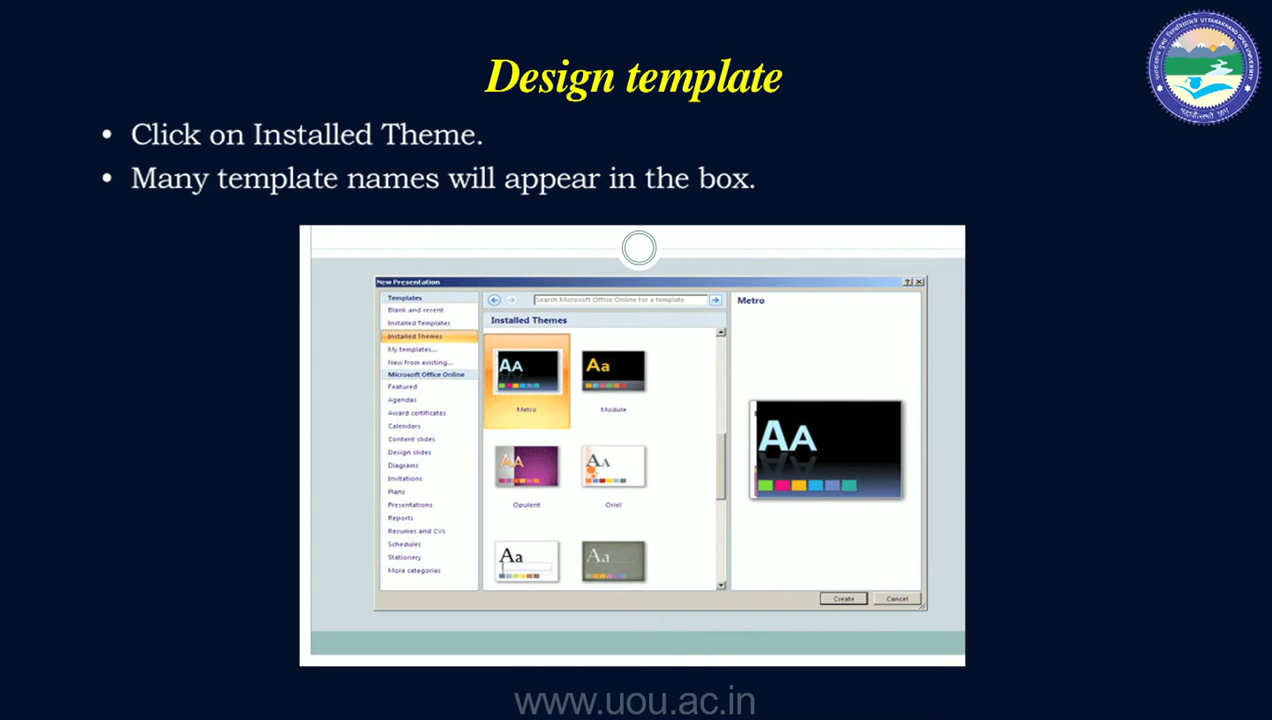 Design template
• Click on Installed Theme.
• Many template names will appear in the box.
New Presentation
Templates
Blank and recent
Installed Templates
Installed Themes
My templates...
New from existing...
Microsoft Office Online
Featured
Agendas
Award certificates
Calendars
Content slides
Design slides
Diagrams
Invitations
Plans
Presentations
Reports
Resumes and CVs
Schedules
Stationery
More categories
Search Microsoft Office Online for a template
Installed Themes
AA
Metro
Aa
Module
AA
Opulent
AA
Oriel
Aa
Aa
Metro
AA
Create
Cancel
UTTARAKHAND OPEN UNIVERSITY
www.uou.ac.in